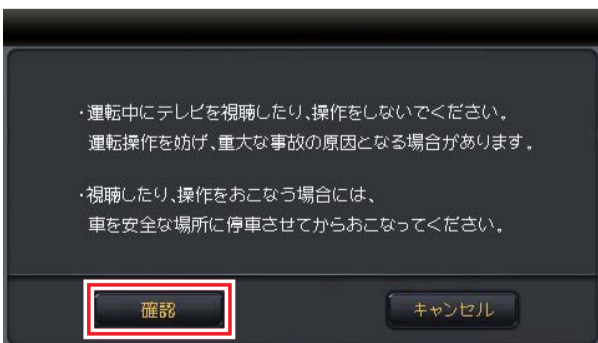 ・運転中にテレビを視聴したり、操作をしないでください。
運転操作を妨げ、重大な事故の原因となる場合があります。
・視聴したり、操作をおこなう場合には、
車を安全な場所に停車させてからおこなってください。
確認
キャンセル